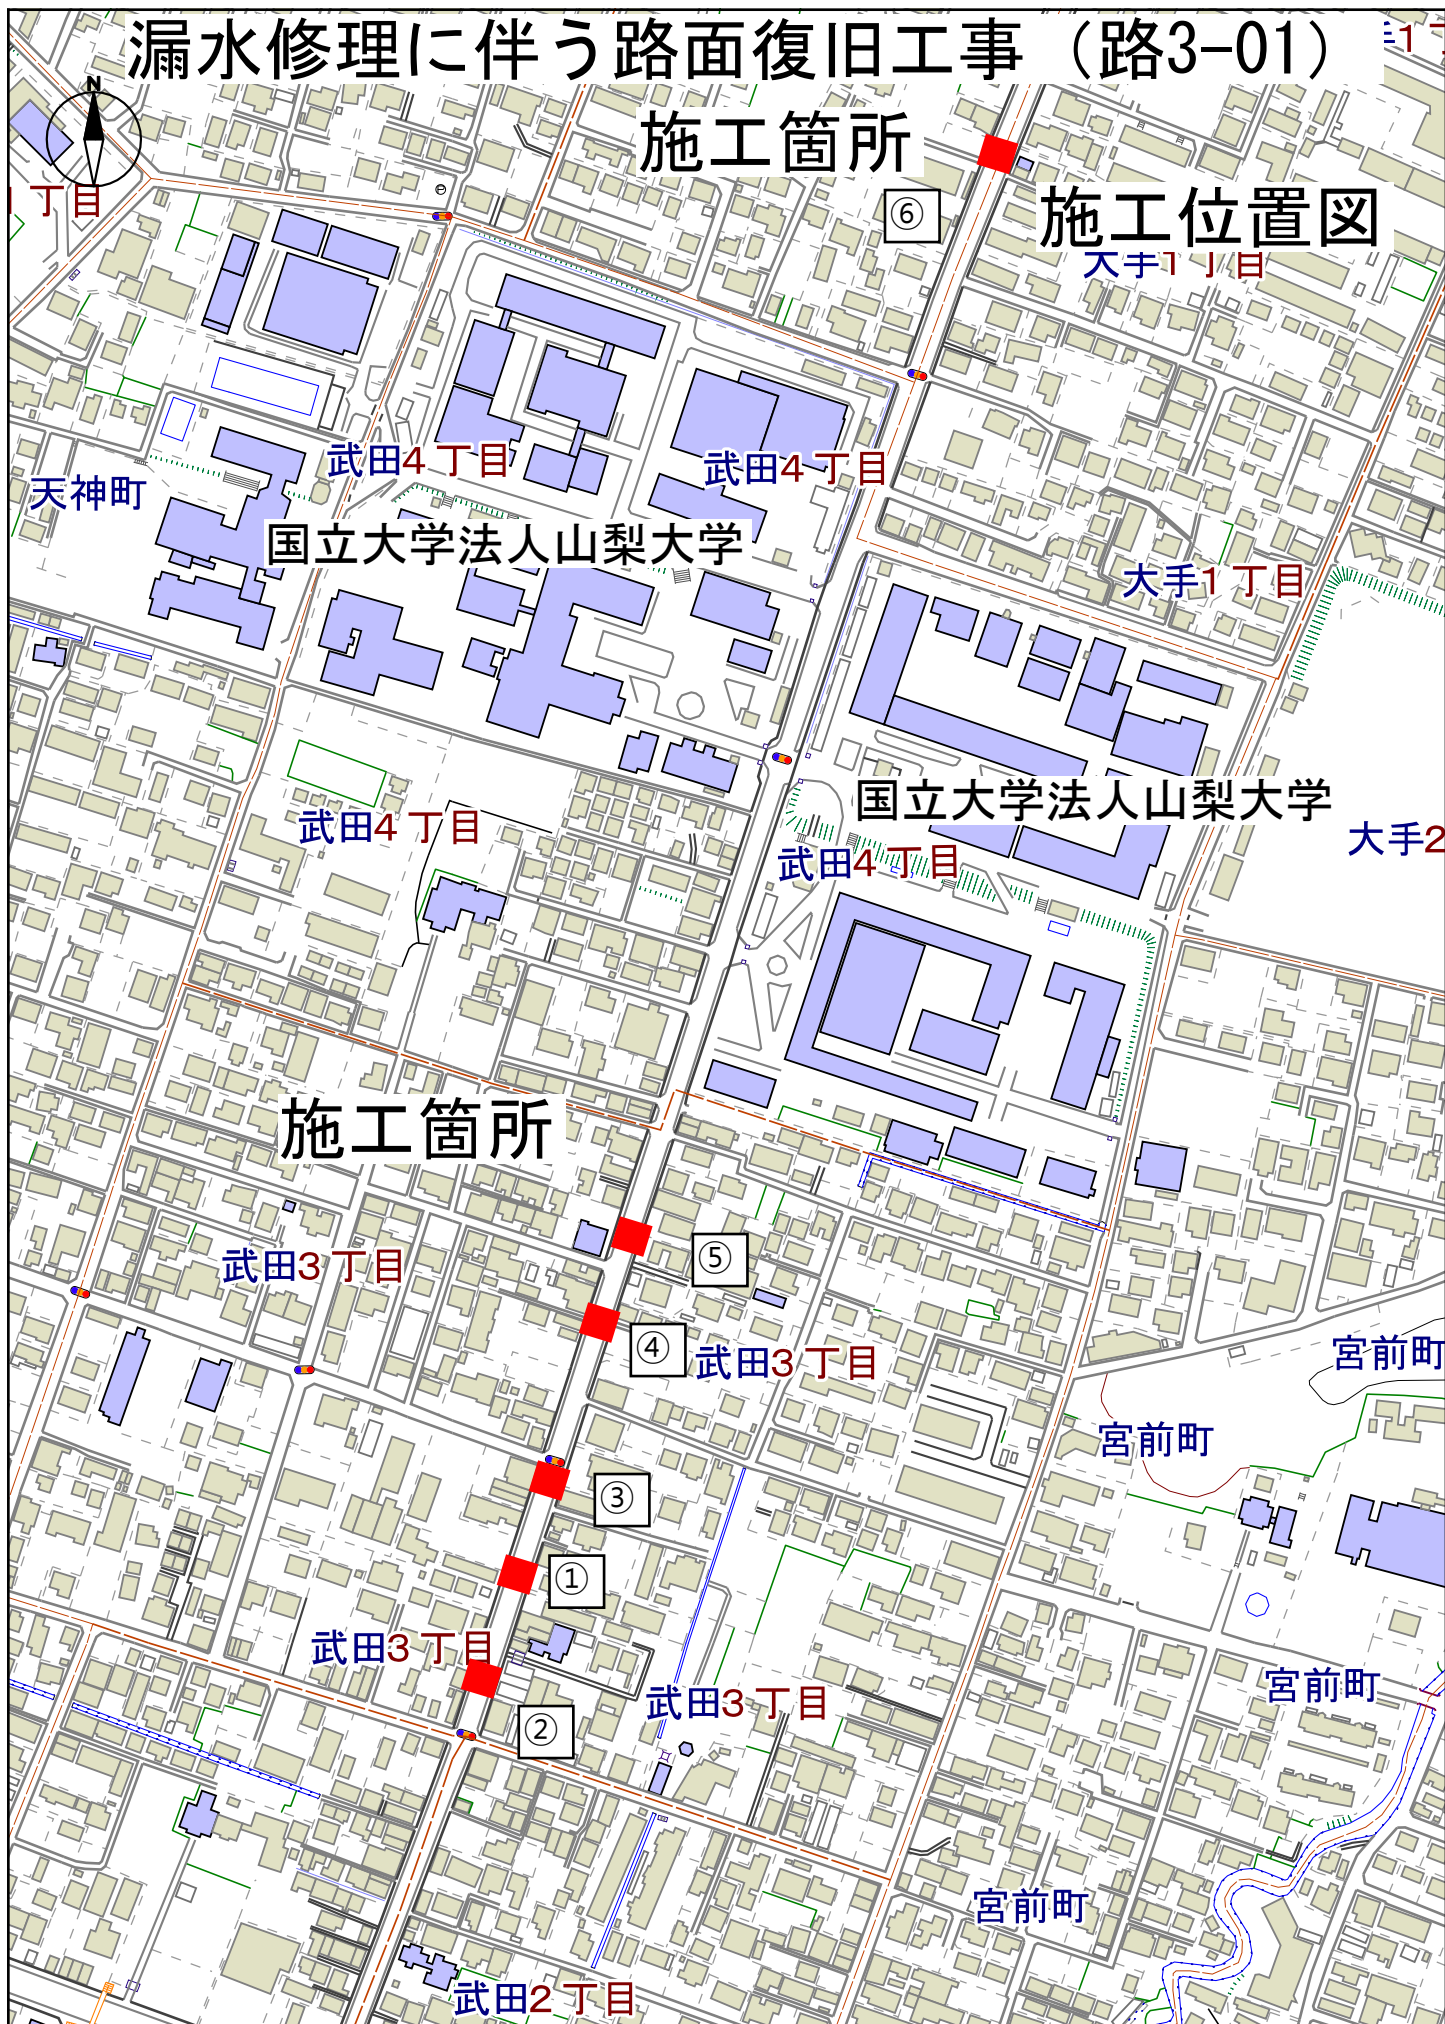 漏水修理に伴う路面復旧工事（路3-01）
N
施工箇所
⑥
1丁目
施工位置図
大手1丁目
武田4丁目
武田4丁目
天神町
国立大学法人山梨大学
大手1丁目
国立大学法人山梨大学
武田4丁目
大手2
武田4丁目
施工箇所
武田3丁目
⑤
④
武田3丁目
宮前町
宮前町
③
①
武田3丁目
宮前町
武田3丁目
②
宮前町
武田2丁目